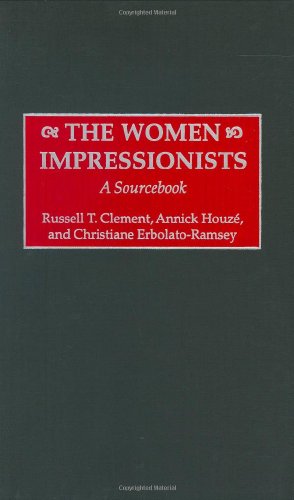 THE WOMEN
IMPRESSIONISTS
A Sourcebook
Russell T. Clement, Annick Houzé,
and Christiane Erbolato-Ramsey